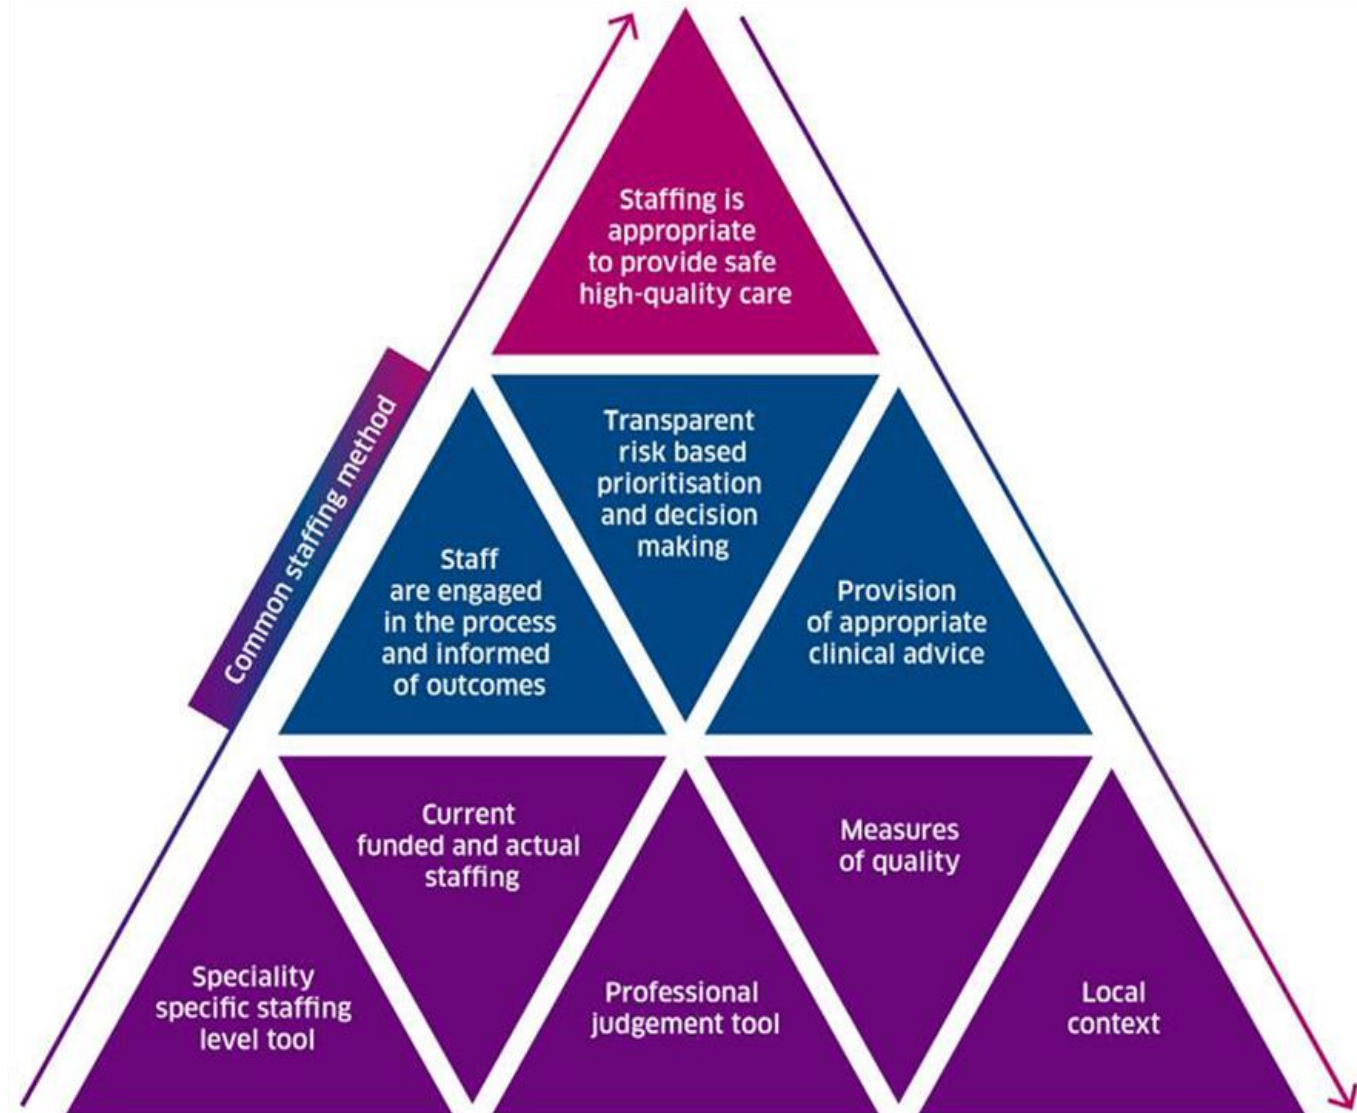 Staffing is
appropriate
to provide safe
high-quality care
Common staffing method
Transparent
risk based
prioritisation
and decision
making
Staff
are engaged
in the process
and informed
of outcomes
Provision
of appropriate
clinical advice
Current
funded and actual
staffing
Measures
of quality
Speciality
specific staffing
level tool
Professional
judgement tool
Local
context